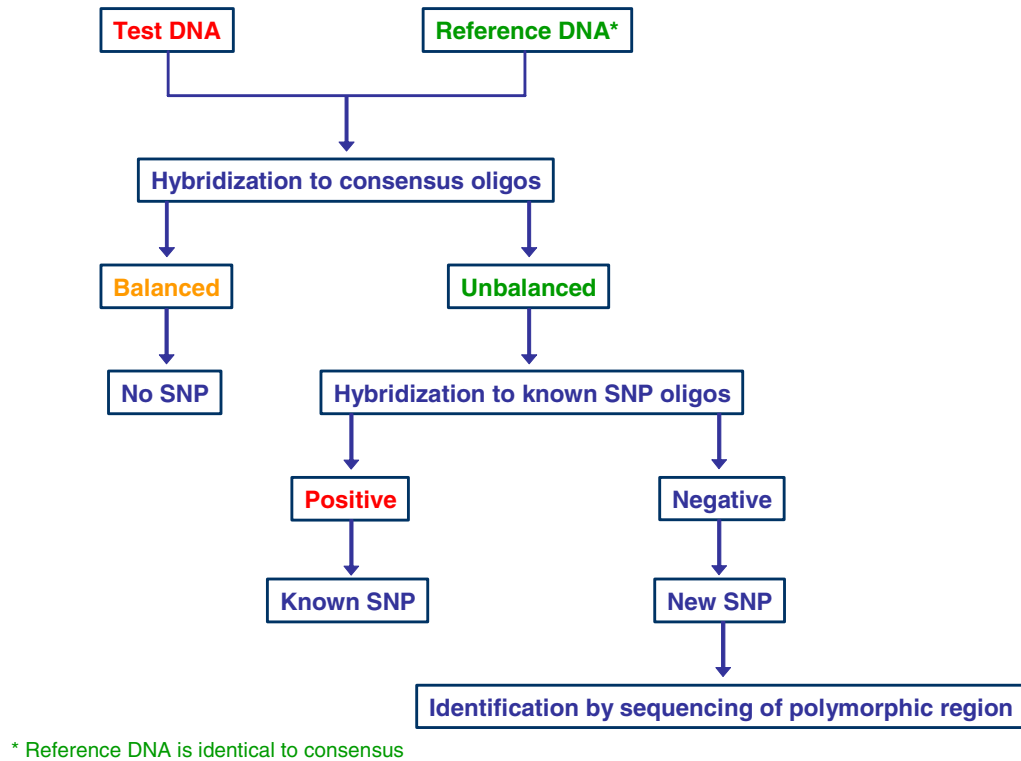 Test DNA
Reference DNA*
Hybridization to consensus oligos
Balanced
Unbalanced
No SNP
Hybridization to known SNP oligos
Positive
Negative
Known SNP
New SNP
Identification by sequencing of polymorphic region
* Reference DNA is identical to consensus